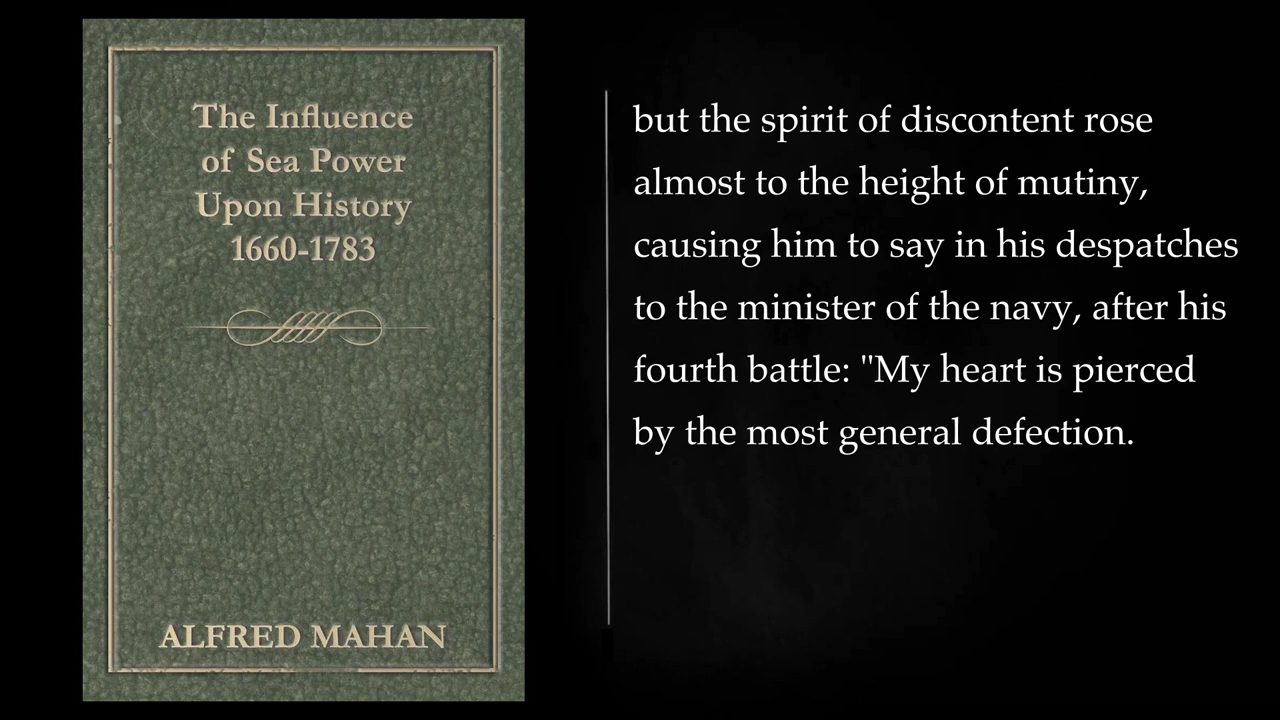 The Influence
of Sea Power
Upon History
1660-1783
ALFRED MAHAN
but the spirit of discontent rose
almost to the height of mutiny,
causing him to say in his despatches
to the minister of the navy, after his
fourth battle: "My heart is pierced
by the most general defection.